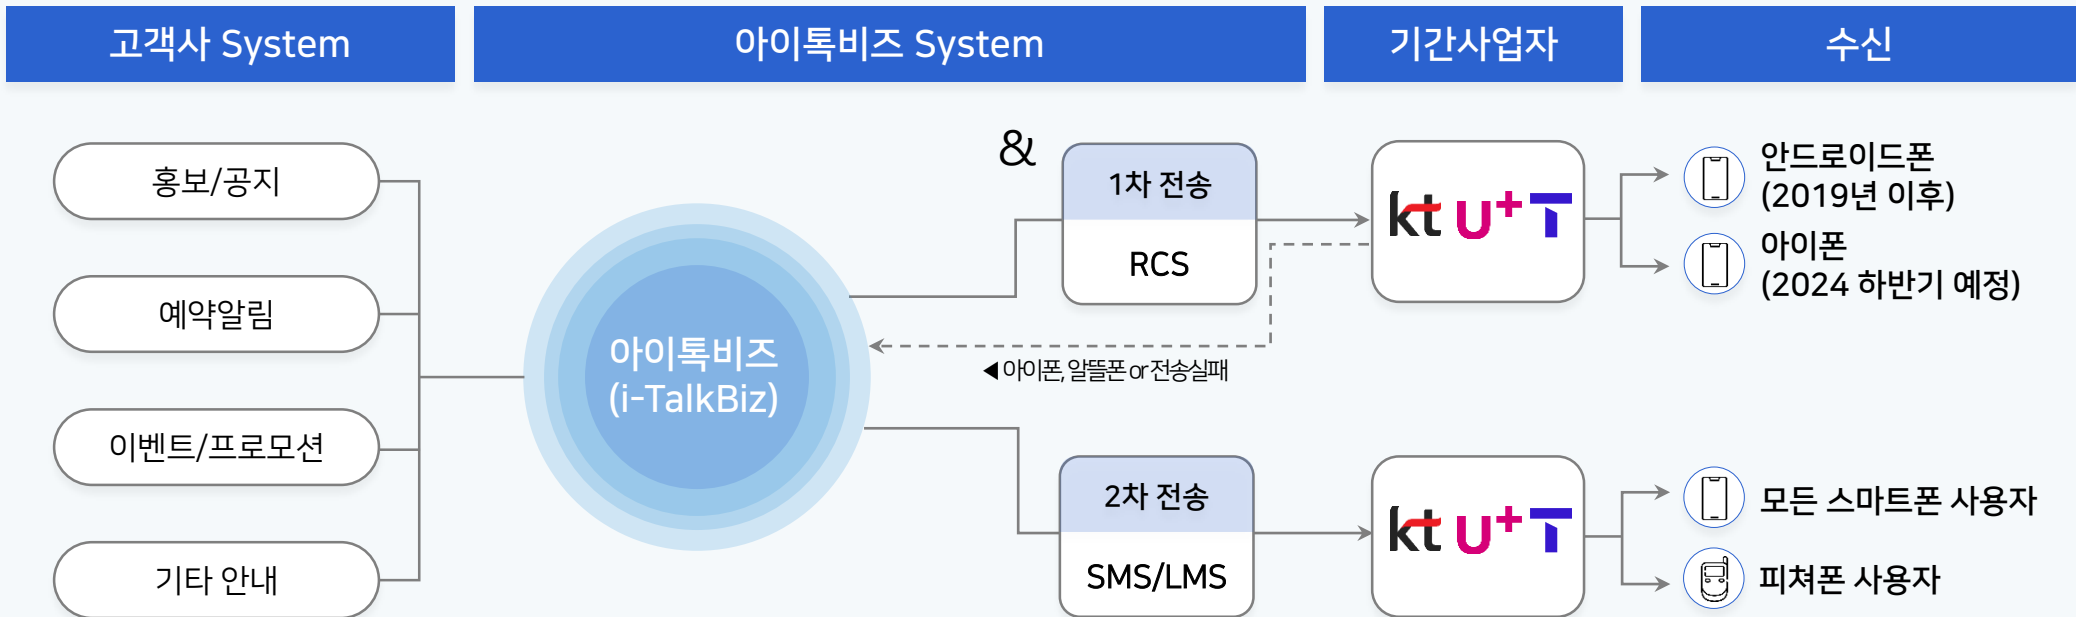 고객사 System
아이톡비즈 System
기간사업자
수신
홍보/공지
예약알림
이벤트/프로모션
기타 안내
아이톡비즈
(i-TalkBiz)
&
1차 전송
RCS
◀ 아이폰, 알뜰폰 or 전송실패
2차 전송
SMS/LMS
kt U+ T
안드로이드폰
(2019년 이후)
아이폰
(2024 하반기 예정)
kt U+ T
모든 스마트폰 사용자
피쳐폰 사용자